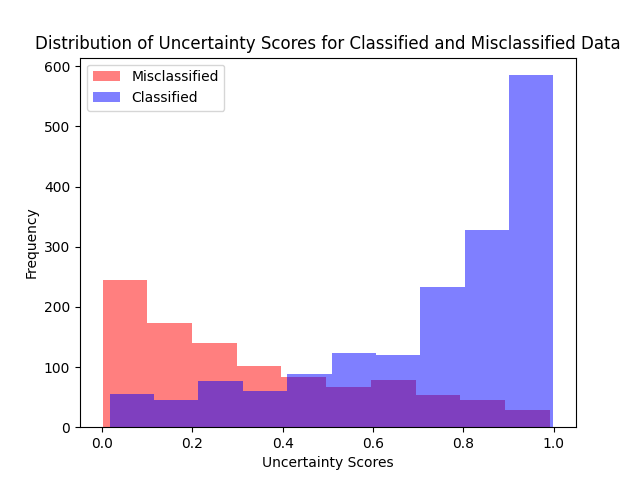 Distribution of Uncertainty Scores for Classified and Misclassified Data
Misclassified
Classified
Frequency
600
500
400
300
200
100
0
0.0 0.2 0.4 0.6 0.8 1.0
Uncertainty Scores